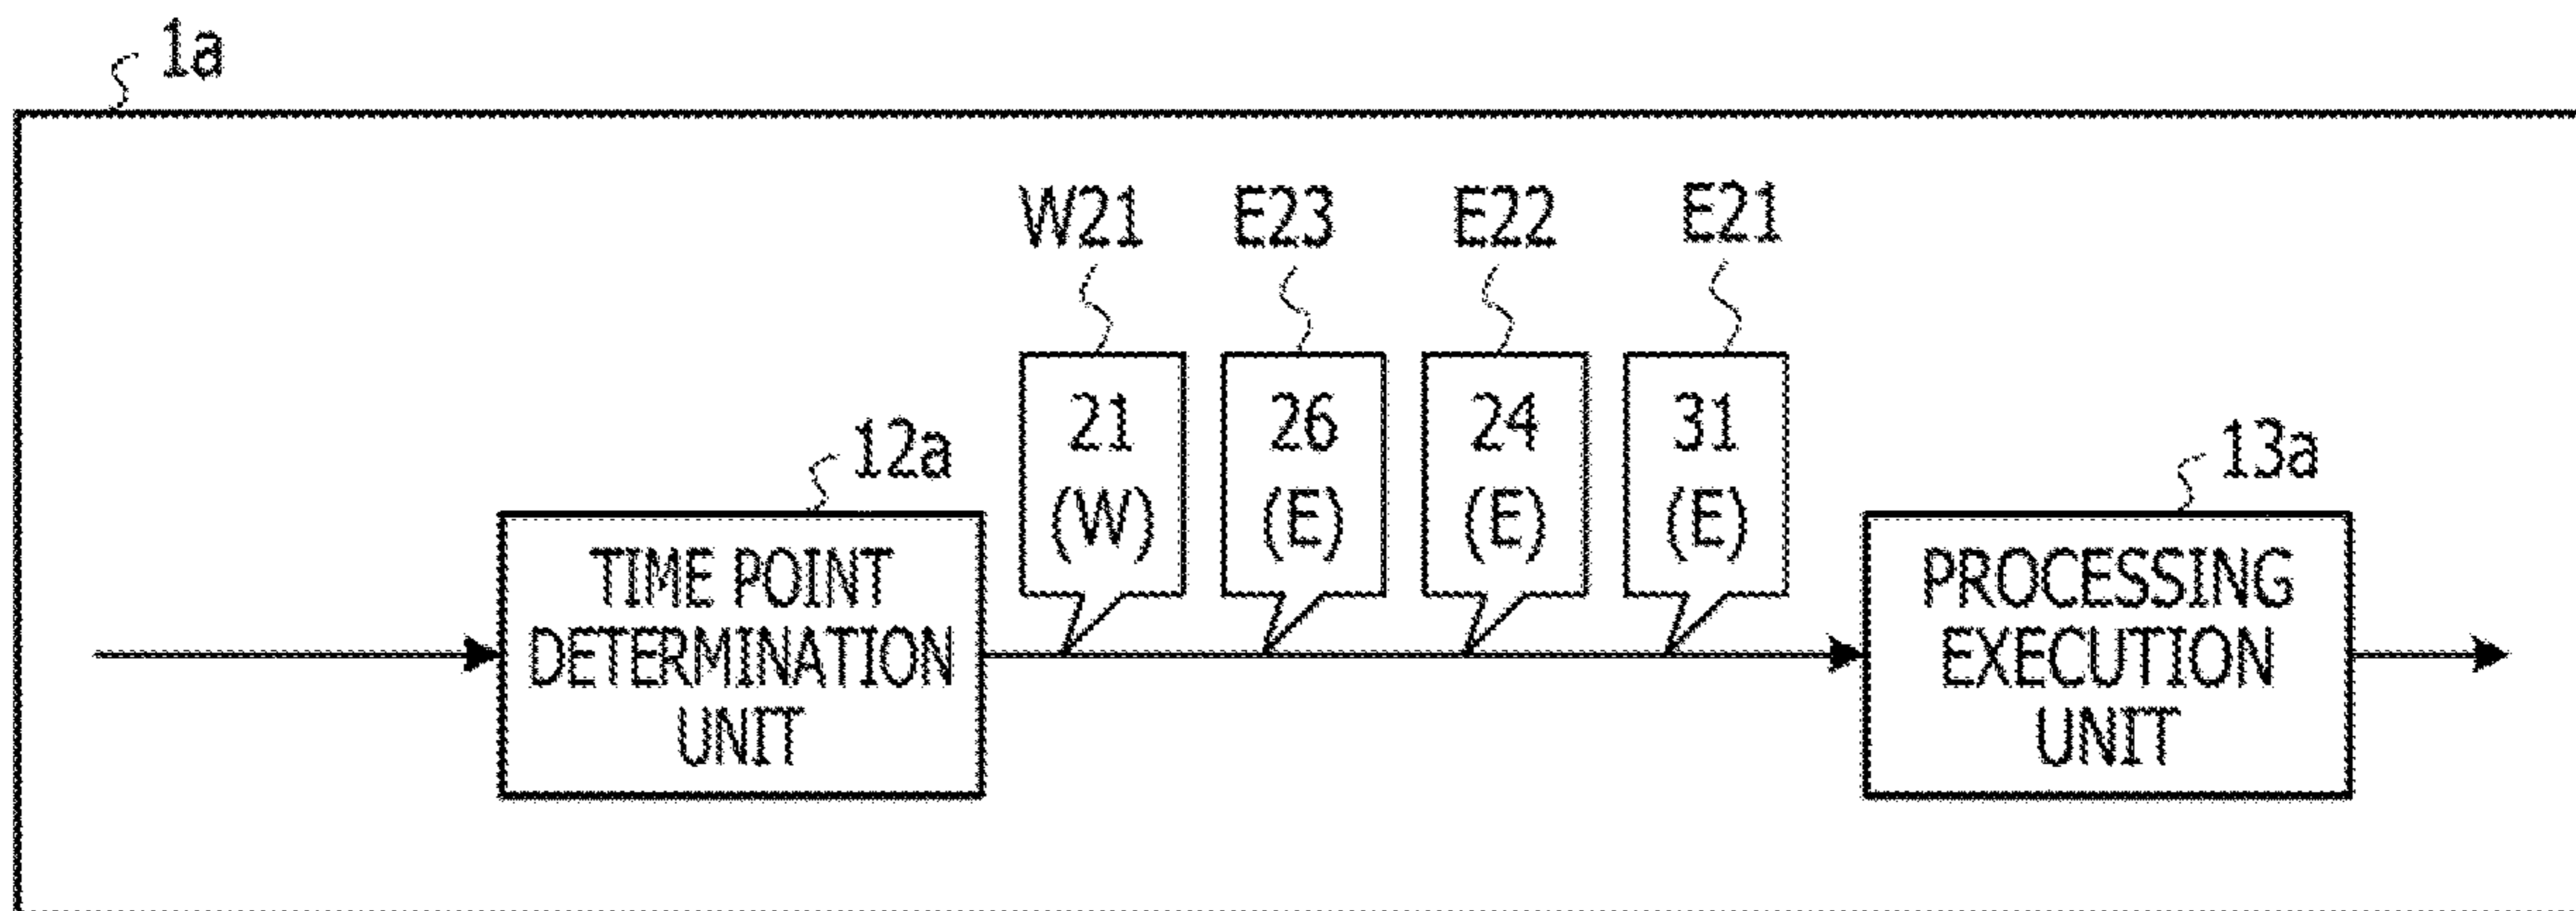 1a
W21 E23 E22 E21
21 26 24 31
(W) (E) (E) (E)
12a
13a
TIME POINT
DETERMINATION
UNIT
PROCESSING
EXECUTION
UNIT